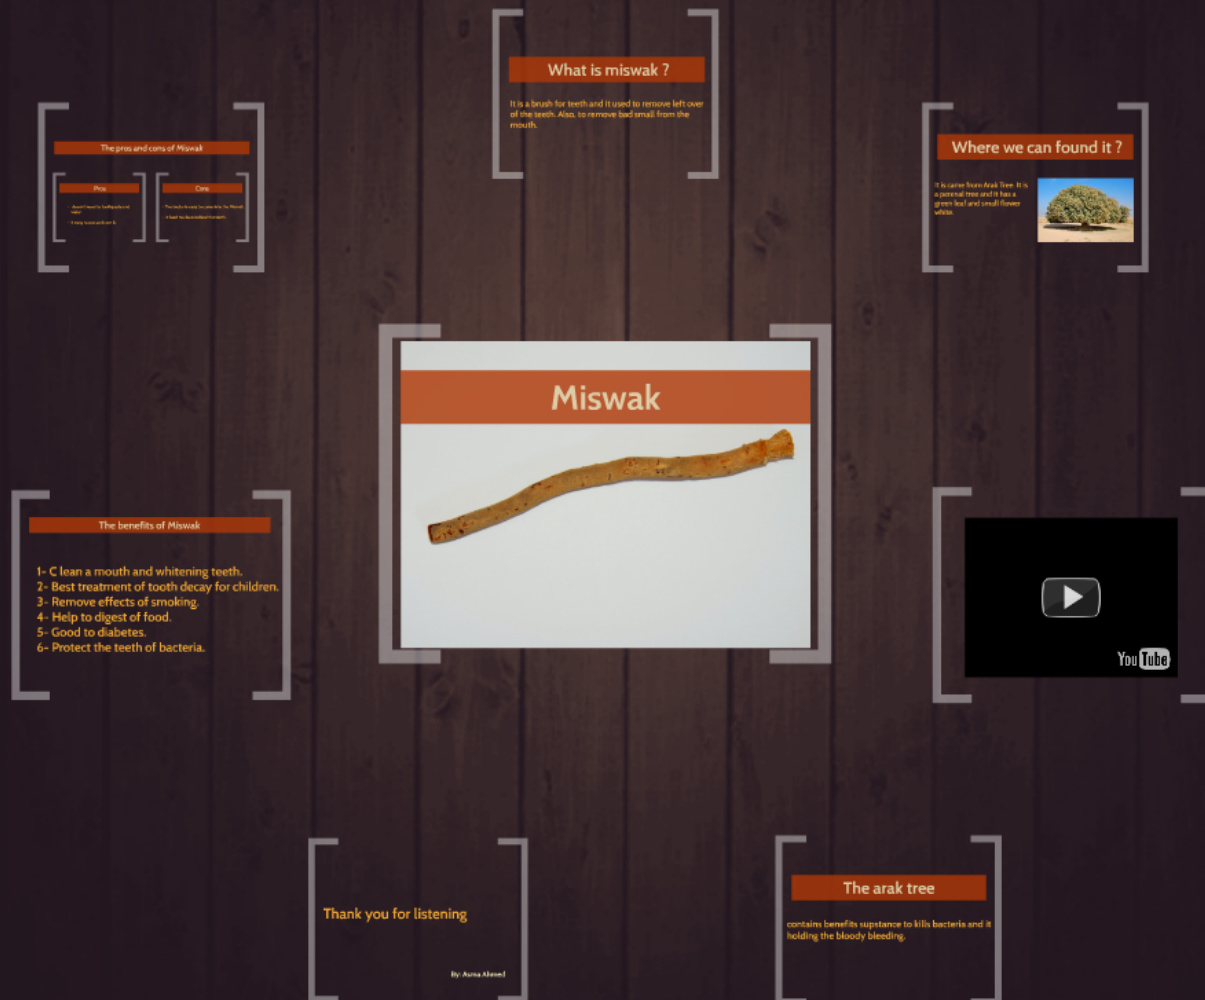 What is miswak ?
It is a brush for teeth and it used to remove left over
of the teeth. Also, to remove bad small from the
mouth.
The pros and cons of Miswak
Pros
Cons
Where we can found it ?
It is came from Arak Tree. It is
a perenal tree and it has a
green leaf and small flower
white.
Miswak
The benefits of Miswak
1- C lean a mouth and whitening teeth.
2- Best treatment of tooth decay for children.
3- Remove effects of smoking.
4- Help to digest of food.
5- Good to diabetes.
6- Protect the teeth of bacteria.
YouTube
Thank you for listening
By: Asma Ahmed
The arak tree
contains benefits supstance to kills bacteria and it
holding the bloody bleeding.